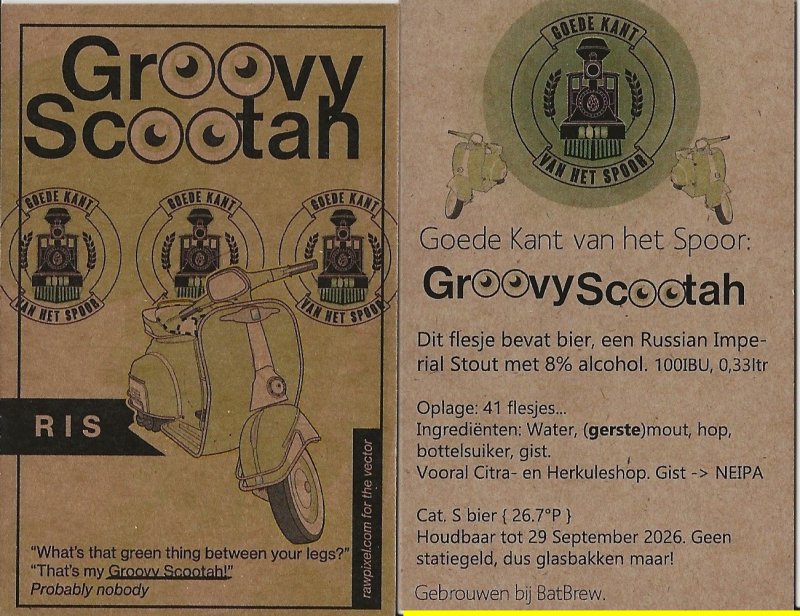 Groovy
Scootah
GOEDE KANT
VAN HET SPOOR
GOEDE KANT
VAN HET SPOOR
GOEDE KANT
VAN HET SPOOR
RIS
rawpixel.com for the vector
“What's that green thing between your legs?”
“That's my Groovy Scootah!”
Probably nobody
GOEDE KANT
VAN HET SPOOR
Goede Kant van het Spoor:
Groovy Scootah
Dit flesje bevat bier, een Russian Impe-
rial Stout met 8% alcohol. 100IBU, 0,33ltr
Oplage: 41 flesjes...
Ingrediënten: Water, (gerste)mout, hop,
bottelsuiker, gist.
Vooral Citra- en Herkuleshop. Gist -> NEIPA
Cat. S bier { 26.7°P }
Houdbaar tot 29 September 2026. Geen
statiegeld, dus glasbakken maar!
Gebrouwen bij BatBrew.